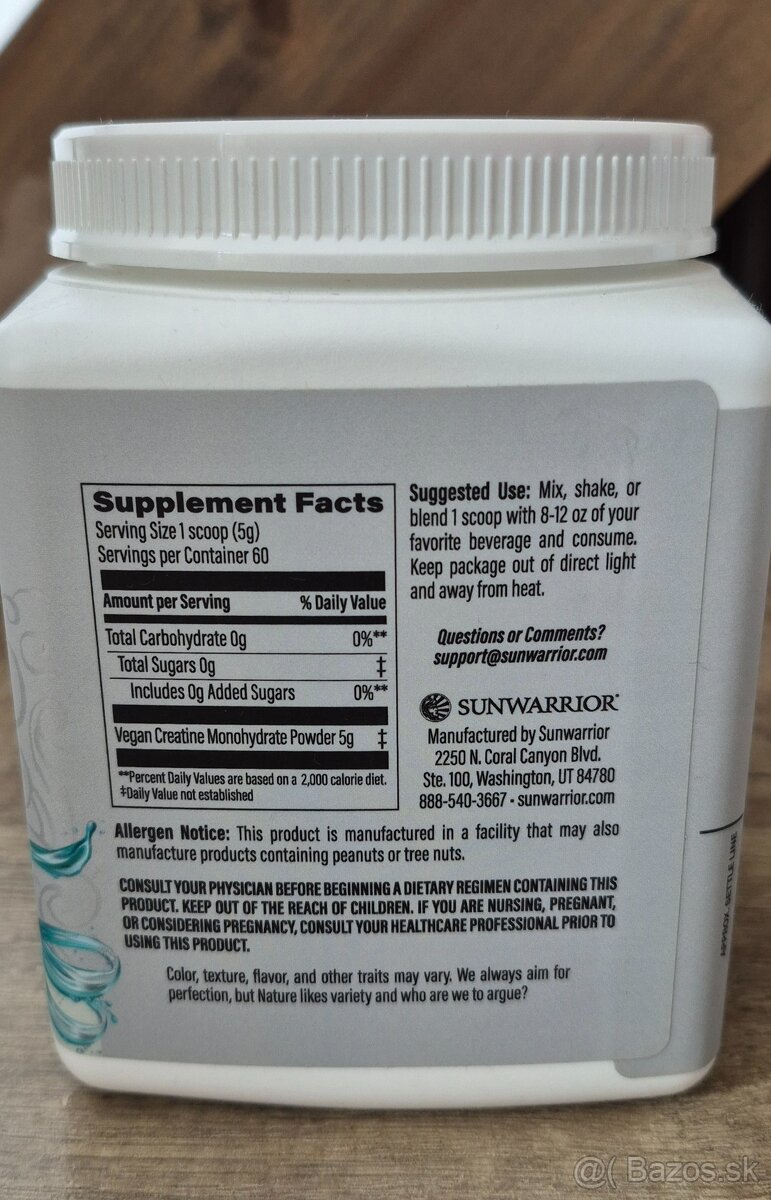 Supplement Facts
Serving Size 1 scoop (5g)
Servings per Container 60
Amount per Serving % Daily Value
Total Carbohydrate 0g 0%**
Total Sugars 0g ‡
Includes 0g Added Sugars 0%**
Vegan Creatine Monohydrate Powder 5g ‡
**Percent Daily Values are based on a 2,000 calorie diet.
‡Daily Value not established
Suggested Use: Mix, shake, or
blend 1 scoop with 8-12 oz of your
favorite beverage and consume.
Keep package out of direct light
and away from heat.
Questions or Comments?
support@sunwarrior.com
SUNWARRIOR®
Manufactured by Sunwarrior
2250 N. Coral Canyon Blvd.
Ste. 100, Washington, UT 84780
888-540-3667 • sunwarrior.com
Allergen Notice: This product is manufactured in a facility that may also
manufacture products containing peanuts or tree nuts.
CONSULT YOUR PHYSICIAN BEFORE BEGINNING A DIETARY REGIMEN CONTAINING THIS
PRODUCT. KEEP OUT OF THE REACH OF CHILDREN. IF YOU ARE NURSING, PREGNANT,
OR CONSIDERING PREGNANCY, CONSULT YOUR HEALTHCARE PROFESSIONAL PRIOR TO
USING THIS PRODUCT.
Color, texture, flavor, and other traits may vary. We always aim for
perfection, but Nature likes variety and who are we to argue?
APPROX. SETTLE LINE
@( Bazos.sk